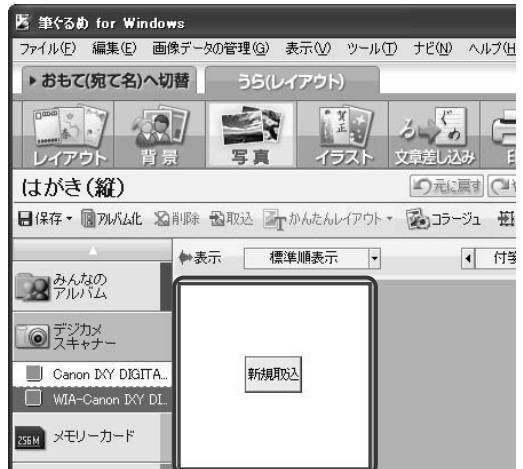 筆ぐるめ for Windows
ファイル(F) 編集(E) 画像データの管理(G) 表示(V) ツール(T) ナビ(N) ヘルプ(H
おもて(宛て名)へ切替 うら(レイアウト)
レイアウト 背景 写真 イラスト 文章差し込み
はがき(縦) 元に戻す
保存 アルバム化 削除 取込 かんたんレイアウト コラージュ
みんなの
アルバム
表示 標準順表示 付箋
デジカメ
スキャナー
Canon IXY DIGITA...
WIA-Canon IXY DI...
新規取込
256M メモリーカード